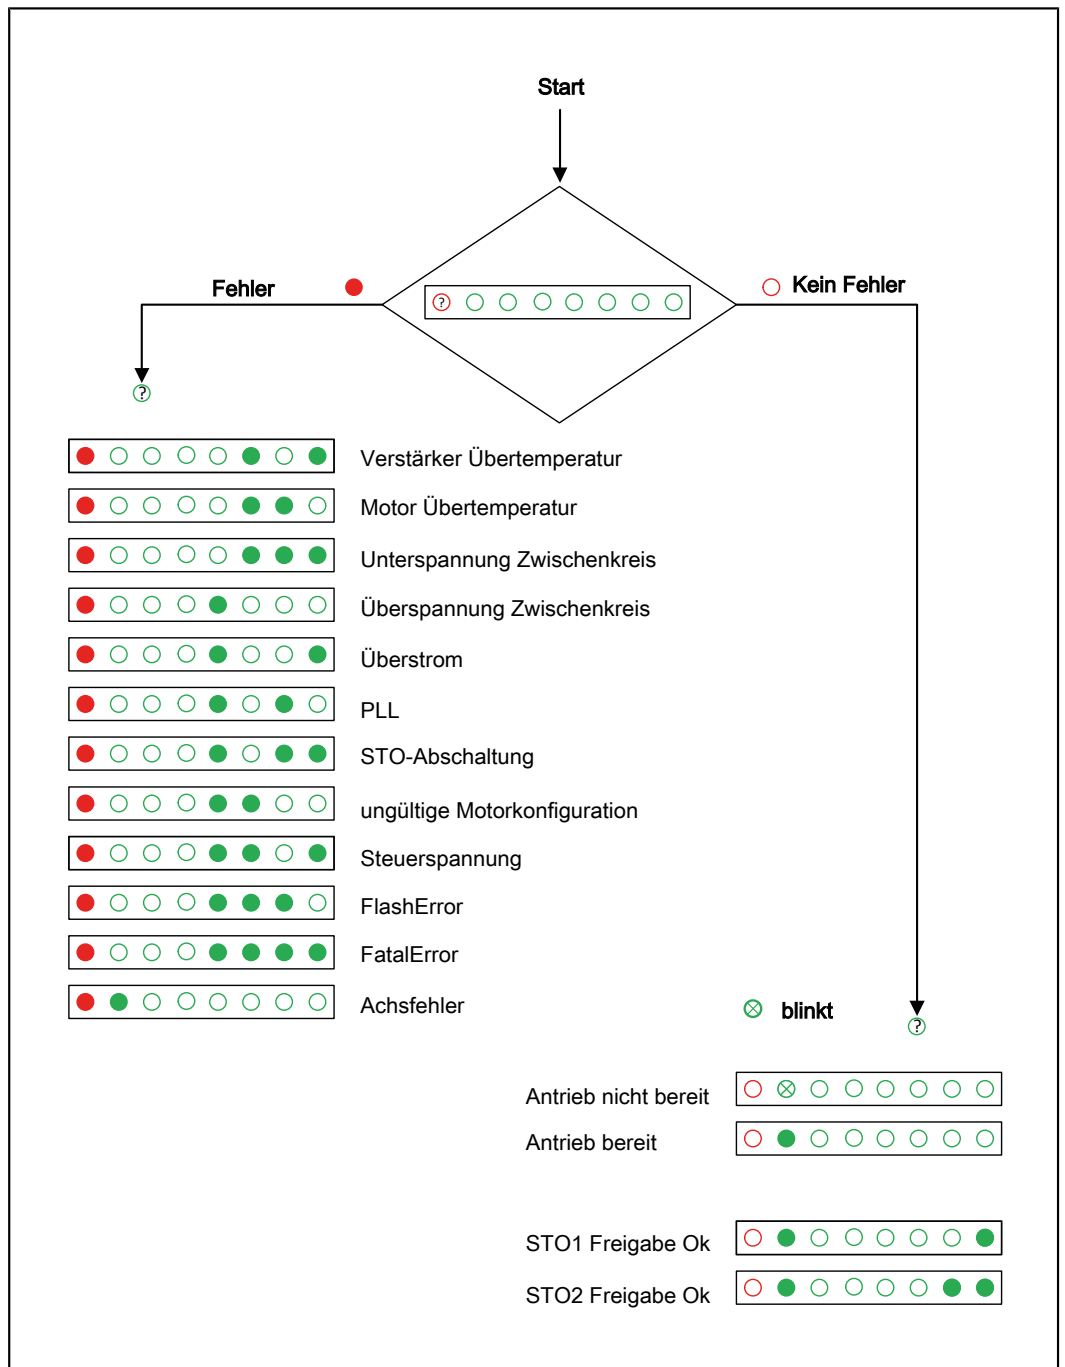 Start
Fehler
Kein Fehler
?
?
Verstärker Übertemperatur
Motor Übertemperatur
Unterspannung Zwischenkreis
Überspannung Zwischenkreis
Überstrom
PLL
STO-Abschaltung
ungültige Motorkonfiguration
Steuerspannung
FlashError
FatalError
Achsfehler
blinkt
?
Antrieb nicht bereit
Antrieb bereit
STO1 Freigabe Ok
STO2 Freigabe Ok